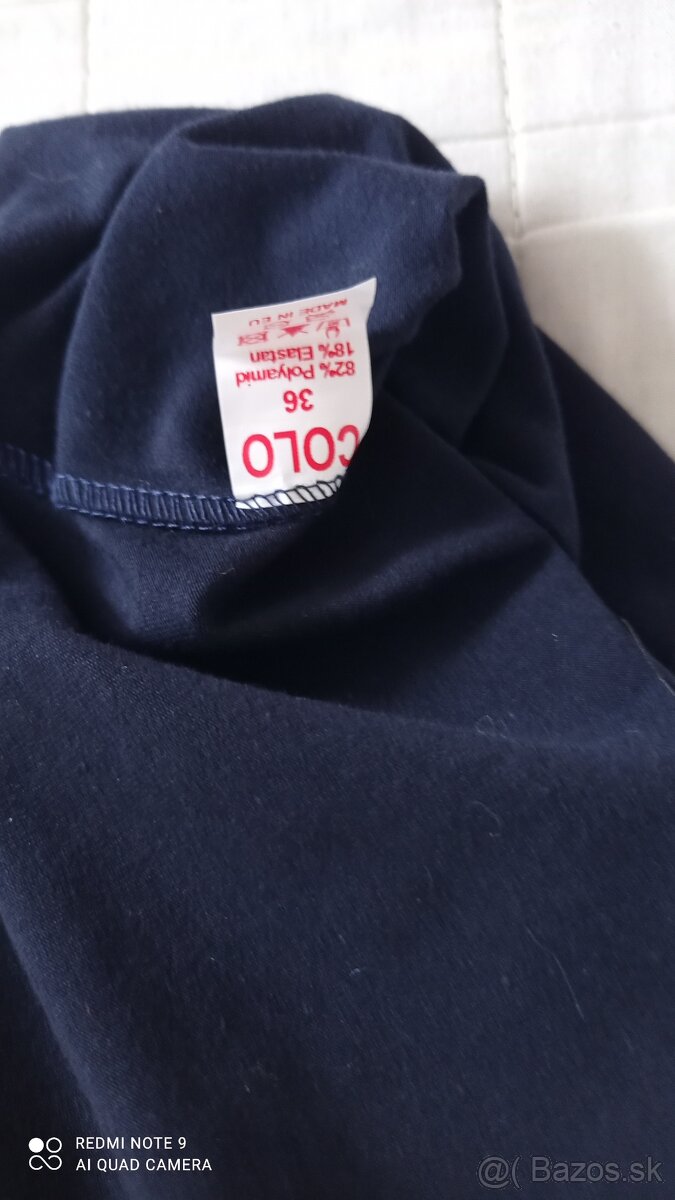 COLO
36
82% Polyamid
18% Elastan
MADE IN EU
REDMI NOTE 9
AI QUAD CAMERA
@( Bazos.sk